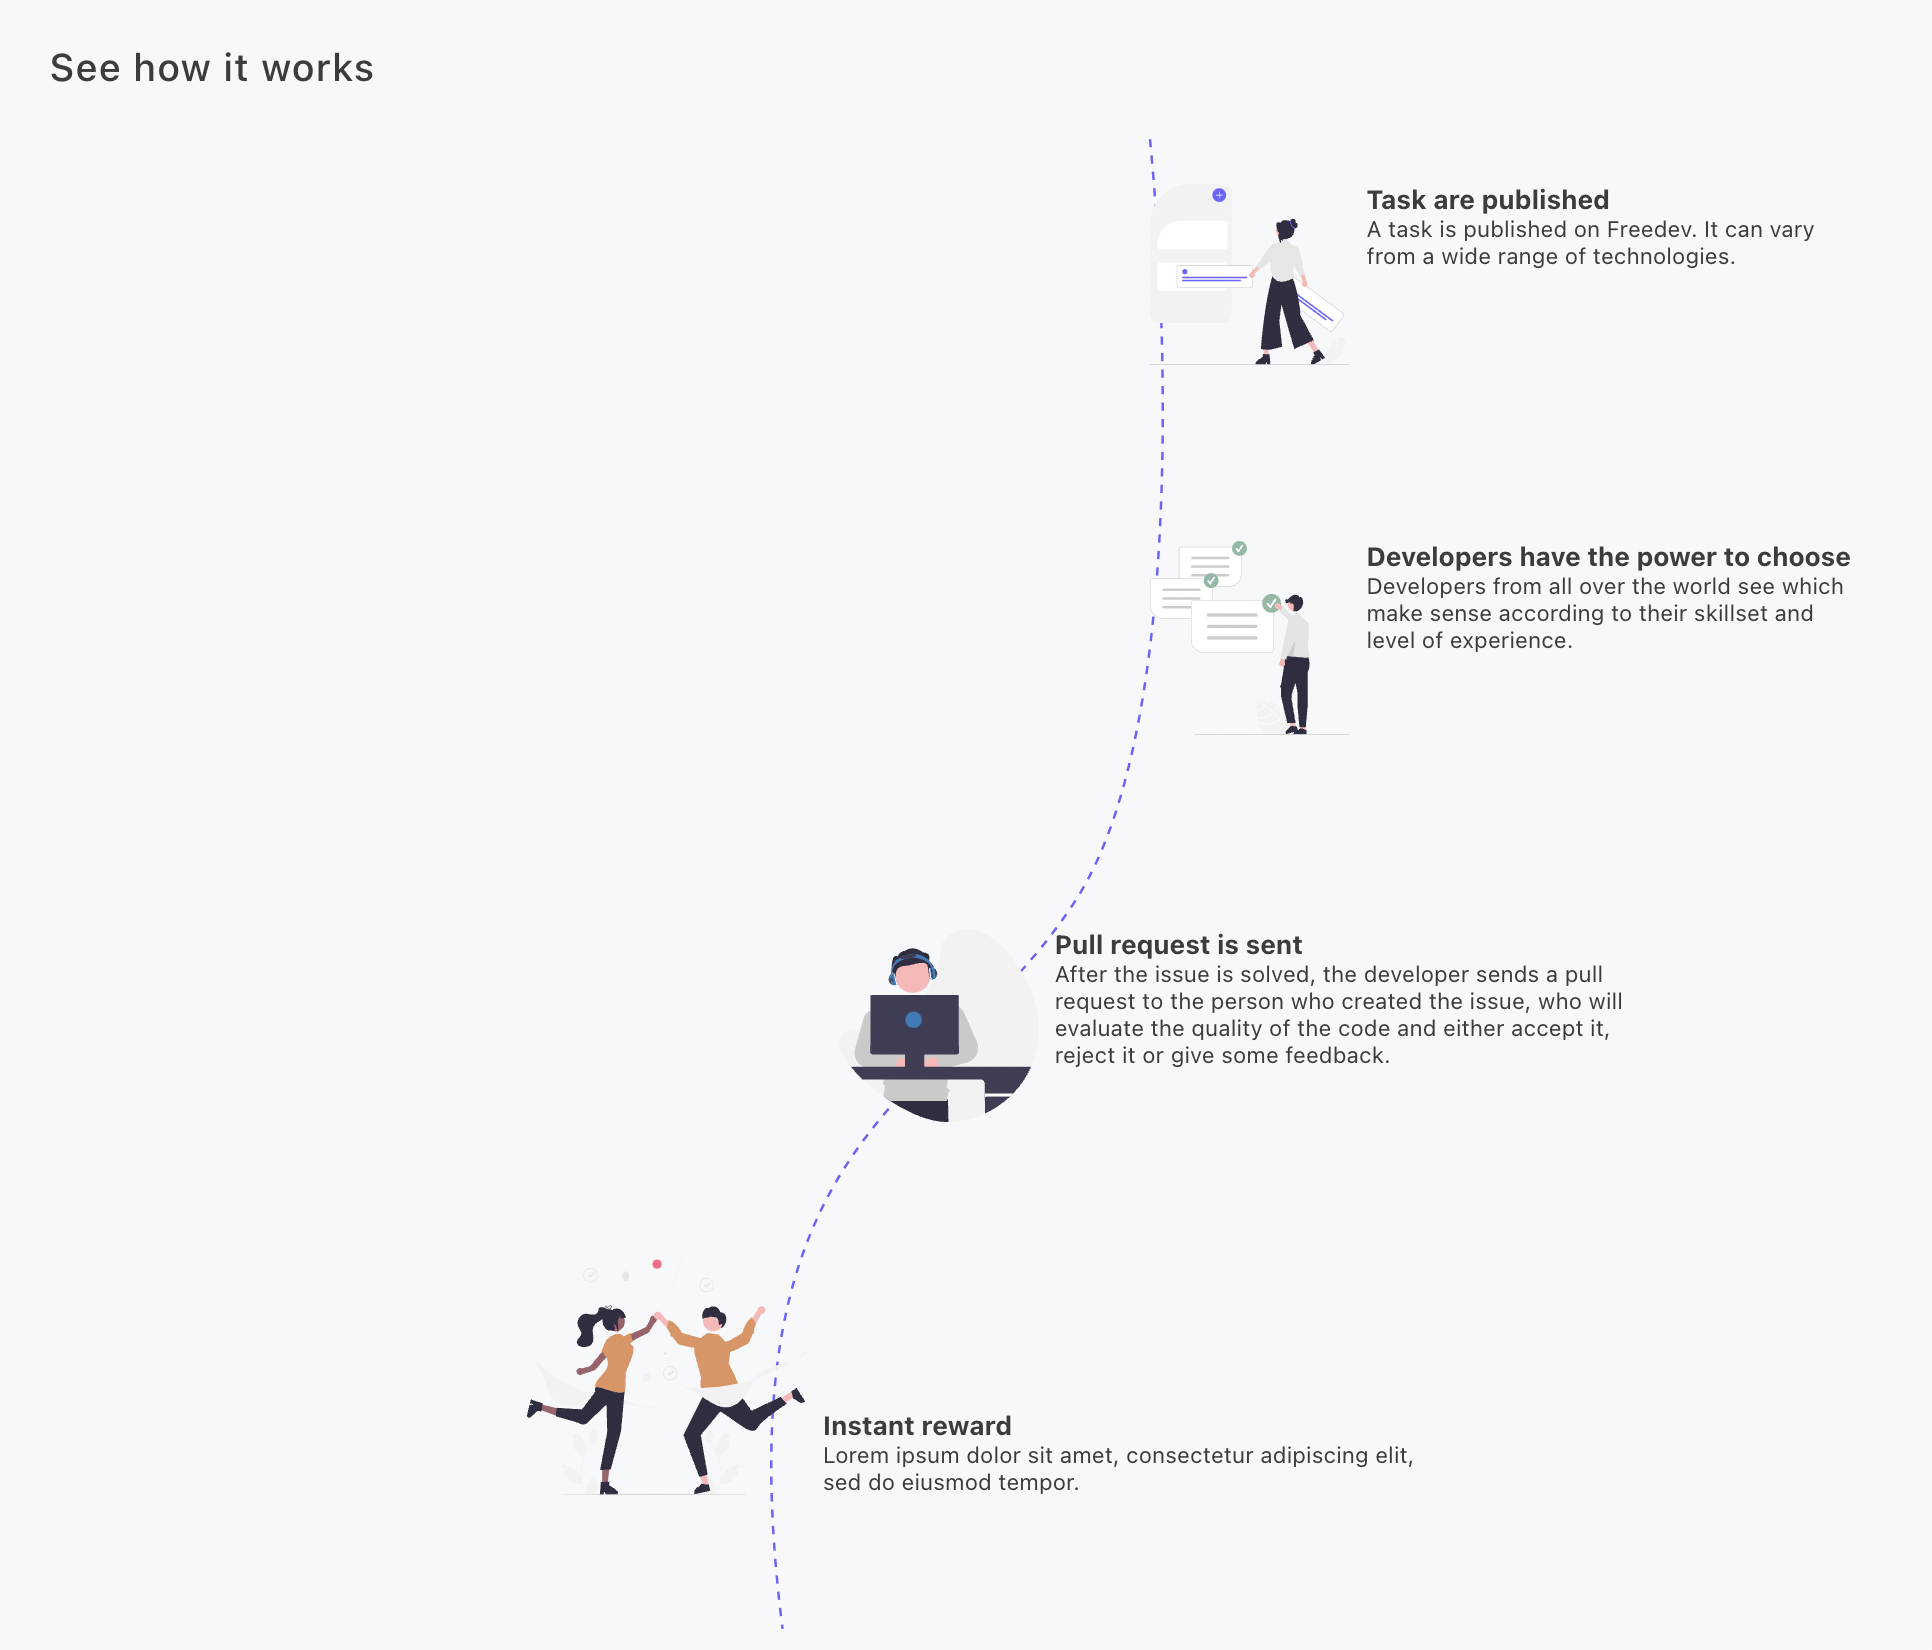 See how it works
Task are published
A task is published on Freedev. It can vary
from a wide range of technologies.
Developers have the power to choose
Developers from all over the world see which
make sense according to their skillset and
level of experience.
Pull request is sent
After the issue is solved, the developer sends a pull
request to the person who created the issue, who will
evaluate the quality of the code and either accept it,
reject it or give some feedback.
Instant reward
Lorem ipsum dolor sit amet, consectetur adipiscing elit,
sed do eiusmod tempor.